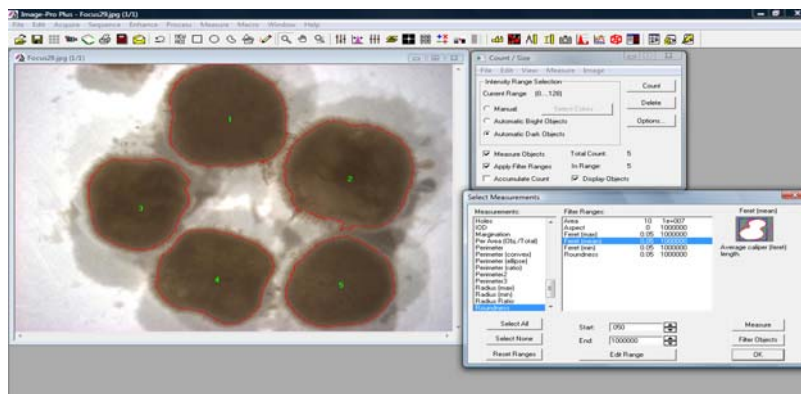 Image-Pro Plus - Focus29.jpg (1/1)
File Edit Acquire Sequence Enhance Process Measure Macro Window Help
Focus29.jpg (1/1)
1
2
3
4
5
Count / Size
File Edit View Measure Image
Intensity Range Selection
Current Range: (0...128)
Manual
Select Colors...
Automatic Bright Objects
Automatic Dark Objects
Count
Delete
Options...
Measure Objects Total Count: 5
Apply Filter Ranges In Range: 5
Accumulate Count Display Objects
Select Measurements
Measurements:
Holes
IOD
Margination
Per Area (Obj./Total)
Perimeter
Perimeter (convex)
Perimeter (ellipse)
Perimeter (ratio)
Perimeter2
Perimeter3
Radius (max)
Radius (min)
Radius Ratio
Roundness
Filter Ranges:
Area 10 1e+007
Aspect 0 1000000
Feret (max) 0.05 1000000
Feret (mean) 0.05 1000000
Feret (min) 0.05 1000000
Roundness 0.05 1000000
Feret (mean)
Average caliper (feret)
length.
Select All
Select None
Reset Ranges
Start: .050
End: 1000000
Edit Range
Measure
Filter Objects
OK